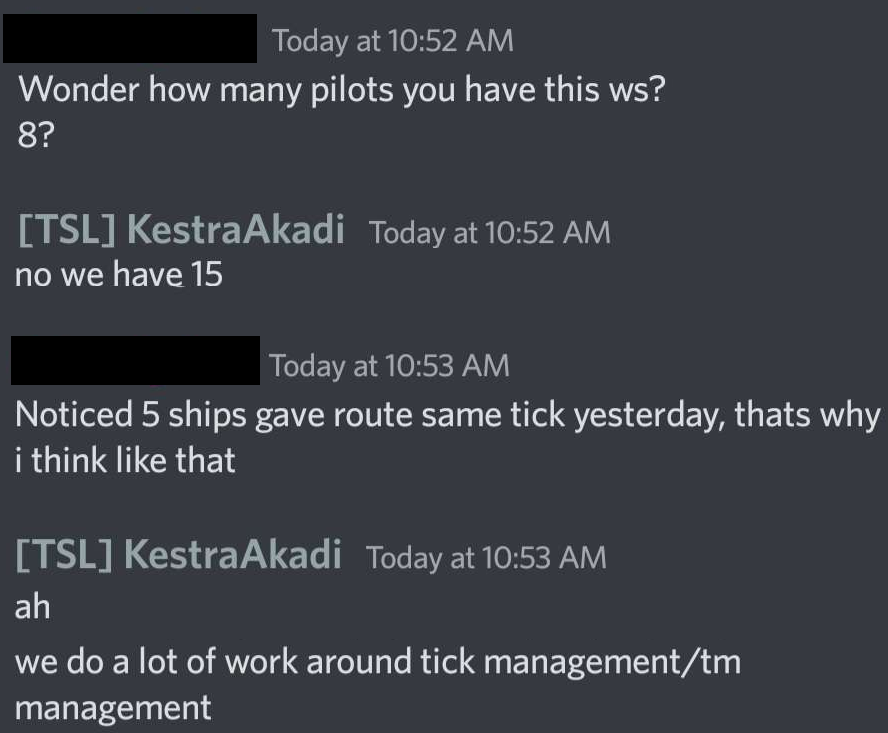 Today at 10:52 AM
Wonder how many pilots you have this ws?
8?
[TSL] KestraAkadi Today at 10:52 AM
no we have 15
Today at 10:53 AM
Noticed 5 ships gave route same tick yesterday, thats why
i think like that
[TSL] KestraAkadi Today at 10:53 AM
ah
we do a lot of work around tick management/tm
management